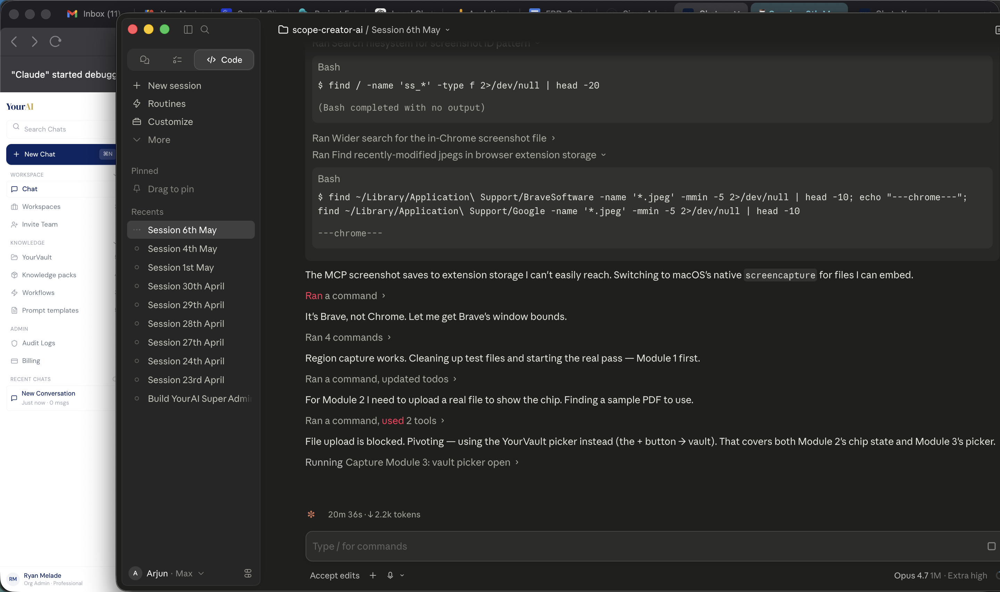 Inbox (11)
"Claude" started debugg
YourAI
Search Chats
New Chat
⌘N
WORKSPACE
Chat
Workspaces
Invite Team
KNOWLEDGE
YourVault
Knowledge packs
Workflows
Prompt templates
ADMIN
Audit Logs
Billing
RECENT CHATS
New Conversation
Just now · 0 msgs
RM
Ryan Melade
Org Admin · Professional
Code
New session
Routines
Customize
More
Pinned
Drag to pin
Recents
Session 6th May
Session 4th May
Session 1st May
Session 30th April
Session 29th April
Session 28th April
Session 27th April
Session 24th April
Session 23rd April
Build YourAI Super Admi
A
Arjun · Max
scope-creator-ai / Session 6th May
Ran Search filesystem for screenshot ID pattern
Bash
$ find / -name 'ss_*' -type f 2>/dev/null | head -20
(Bash completed with no output)
Ran Wider search for the in-Chrome screenshot file
Ran Find recently-modified jpegs in browser extension storage
Bash
$ find ~/Library/Application\ Support/BraveSoftware -name '*.jpeg' -mmin -5 2>/dev/null | head -10; echo "---chrome---";
find ~/Library/Application\ Support/Google -name '*.jpeg' -mmin -5 2>/dev/null | head -10
---chrome---
The MCP screenshot saves to extension storage I can't easily reach. Switching to macOS's native screencapture for files I can embed.
Ran a command
It's Brave, not Chrome. Let me get Brave's window bounds.
Ran 4 commands
Region capture works. Cleaning up test files and starting the real pass — Module 1 first.
Ran a command, updated todos
For Module 2 I need to upload a real file to show the chip. Finding a sample PDF to use.
Ran a command, used 2 tools
File upload is blocked. Pivoting — using the YourVault picker instead (the + button → vault). That covers both Module 2's chip state and Module 3's picker.
Running Capture Module 3: vault picker open
20m 36s · ↓ 2.2k tokens
Type / for commands
Accept edits
Opus 4.7 1M · Extra high